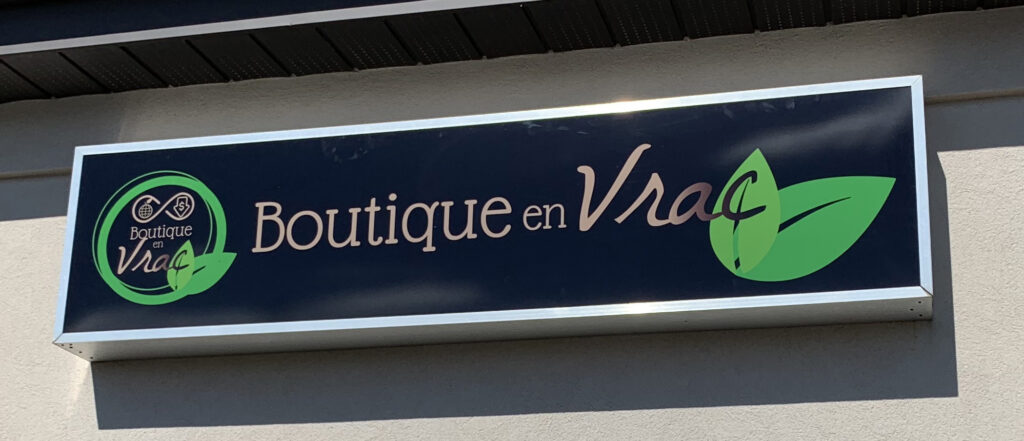 Boutique
en
Vrac
Boutique en Vrac